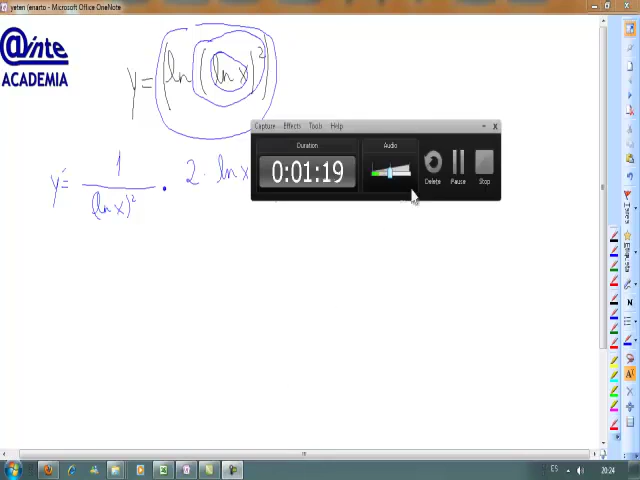 yeten (enarto - Microsoft Office OneNote
@inte
ACADEMIA
y = (ln (ln x)²)
Capture Effects Tools Help
Duration
Audio
0:01:19
Delete Pause Stop
y' = 1/(ln x)² · 2 · ln x
ES
20:24